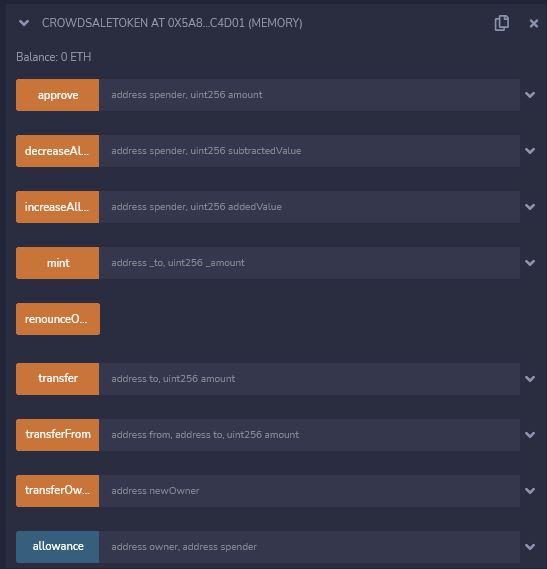 CROWDSALETOKEN AT 0X5A8...C4D01 (MEMORY)
Balance: 0 ETH
approve address spender, uint256 amount
decreaseAl... address spender, uint256 subtractedValue
increaseAll... address spender, uint256 addedValue
mint address _to, uint256 _amount
renounceO...
transfer address to, uint256 amount
transferFrom address from, address to, uint256 amount
transferOw... address newOwner
allowance address owner, address spender